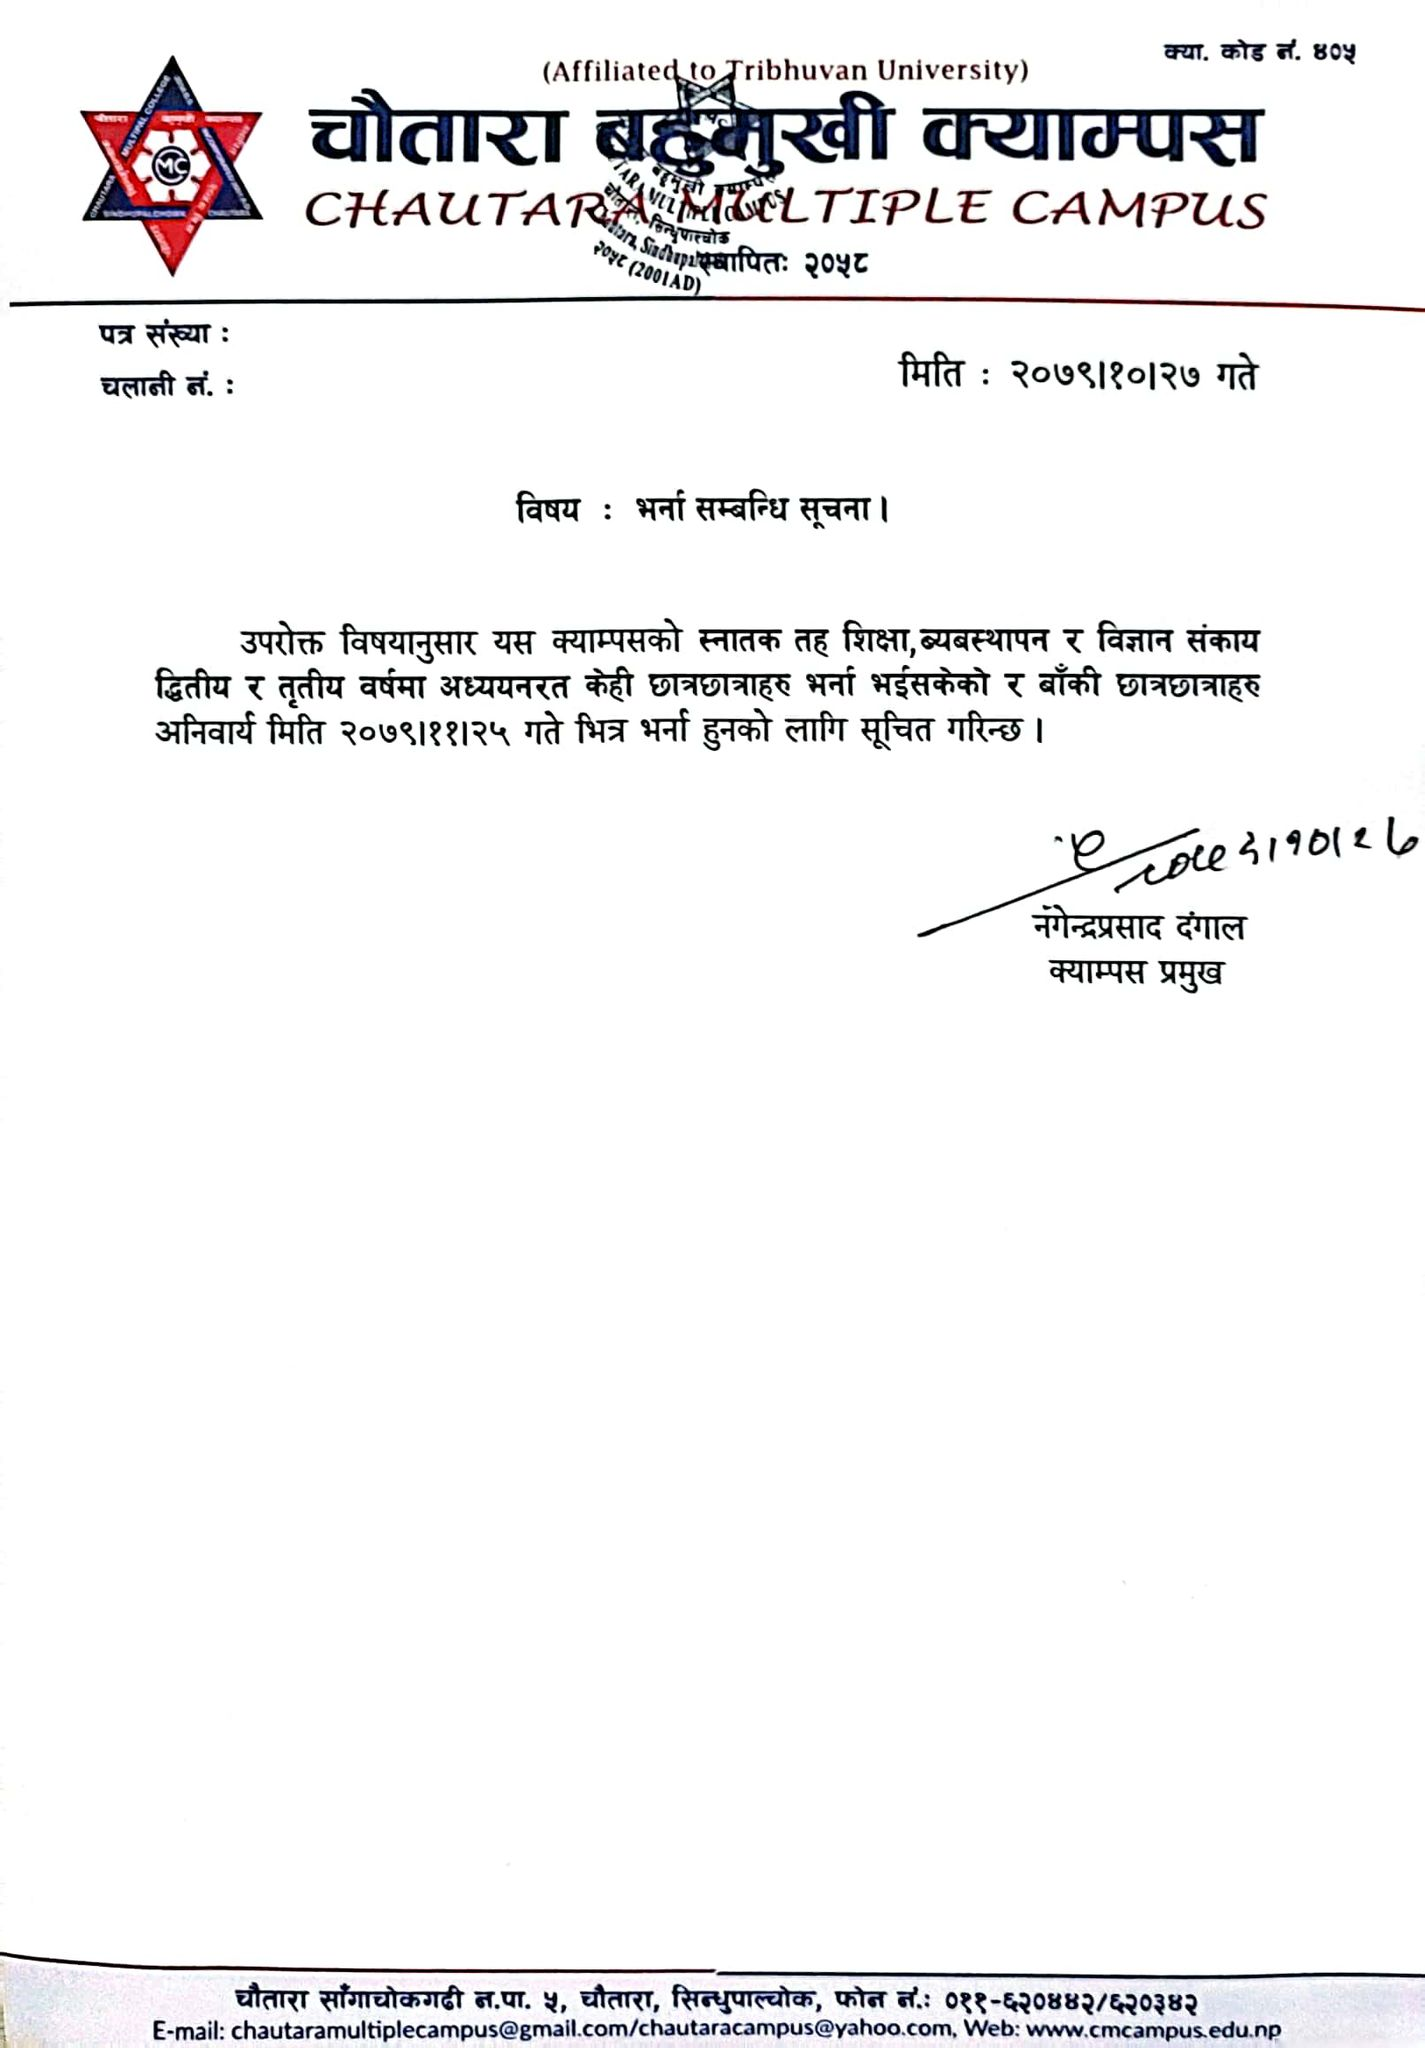 क्या. कोड नं. ४०५
(Affiliated to Tribhuvan University)
चौतारा बहुमुखी क्याम्पस
CHAUTARA MULTIPLE CAMPUS
स्थापितः २०५८
२०५८ (2001AD)
पत्र संख्या :
चलानी नं. :
मिति : २०७९।१०।२७ गते
विषय : भर्ना सम्बन्धि सूचना।
उपरोक्त विषयानुसार यस क्याम्पसको स्नातक तह शिक्षा,ब्यबस्थापन र विज्ञान संकाय
द्धितीय र तृतीय वर्षमा अध्ययनरत केही छात्रछात्राहरु भर्ना भईसकेको र बाँकी छात्रछात्राहरु
अनिवार्य मिति २०७९।११।२५ गते भित्र भर्ना हुनको लागि सूचित गरिन्छ।
नगेन्द्रप्रसाद दंगाल
क्याम्पस प्रमुख
चौतारा साँगाचोकगढी न.पा. ५, चौतारा, सिन्धुपाल्चोक, फोन नं.: ०११-६२०४४२/६२०३४२
E-mail: chautaramultiplecampus@gmail.com/chautaracampus@yahoo.com, Web: www.cmcampus.edu.np